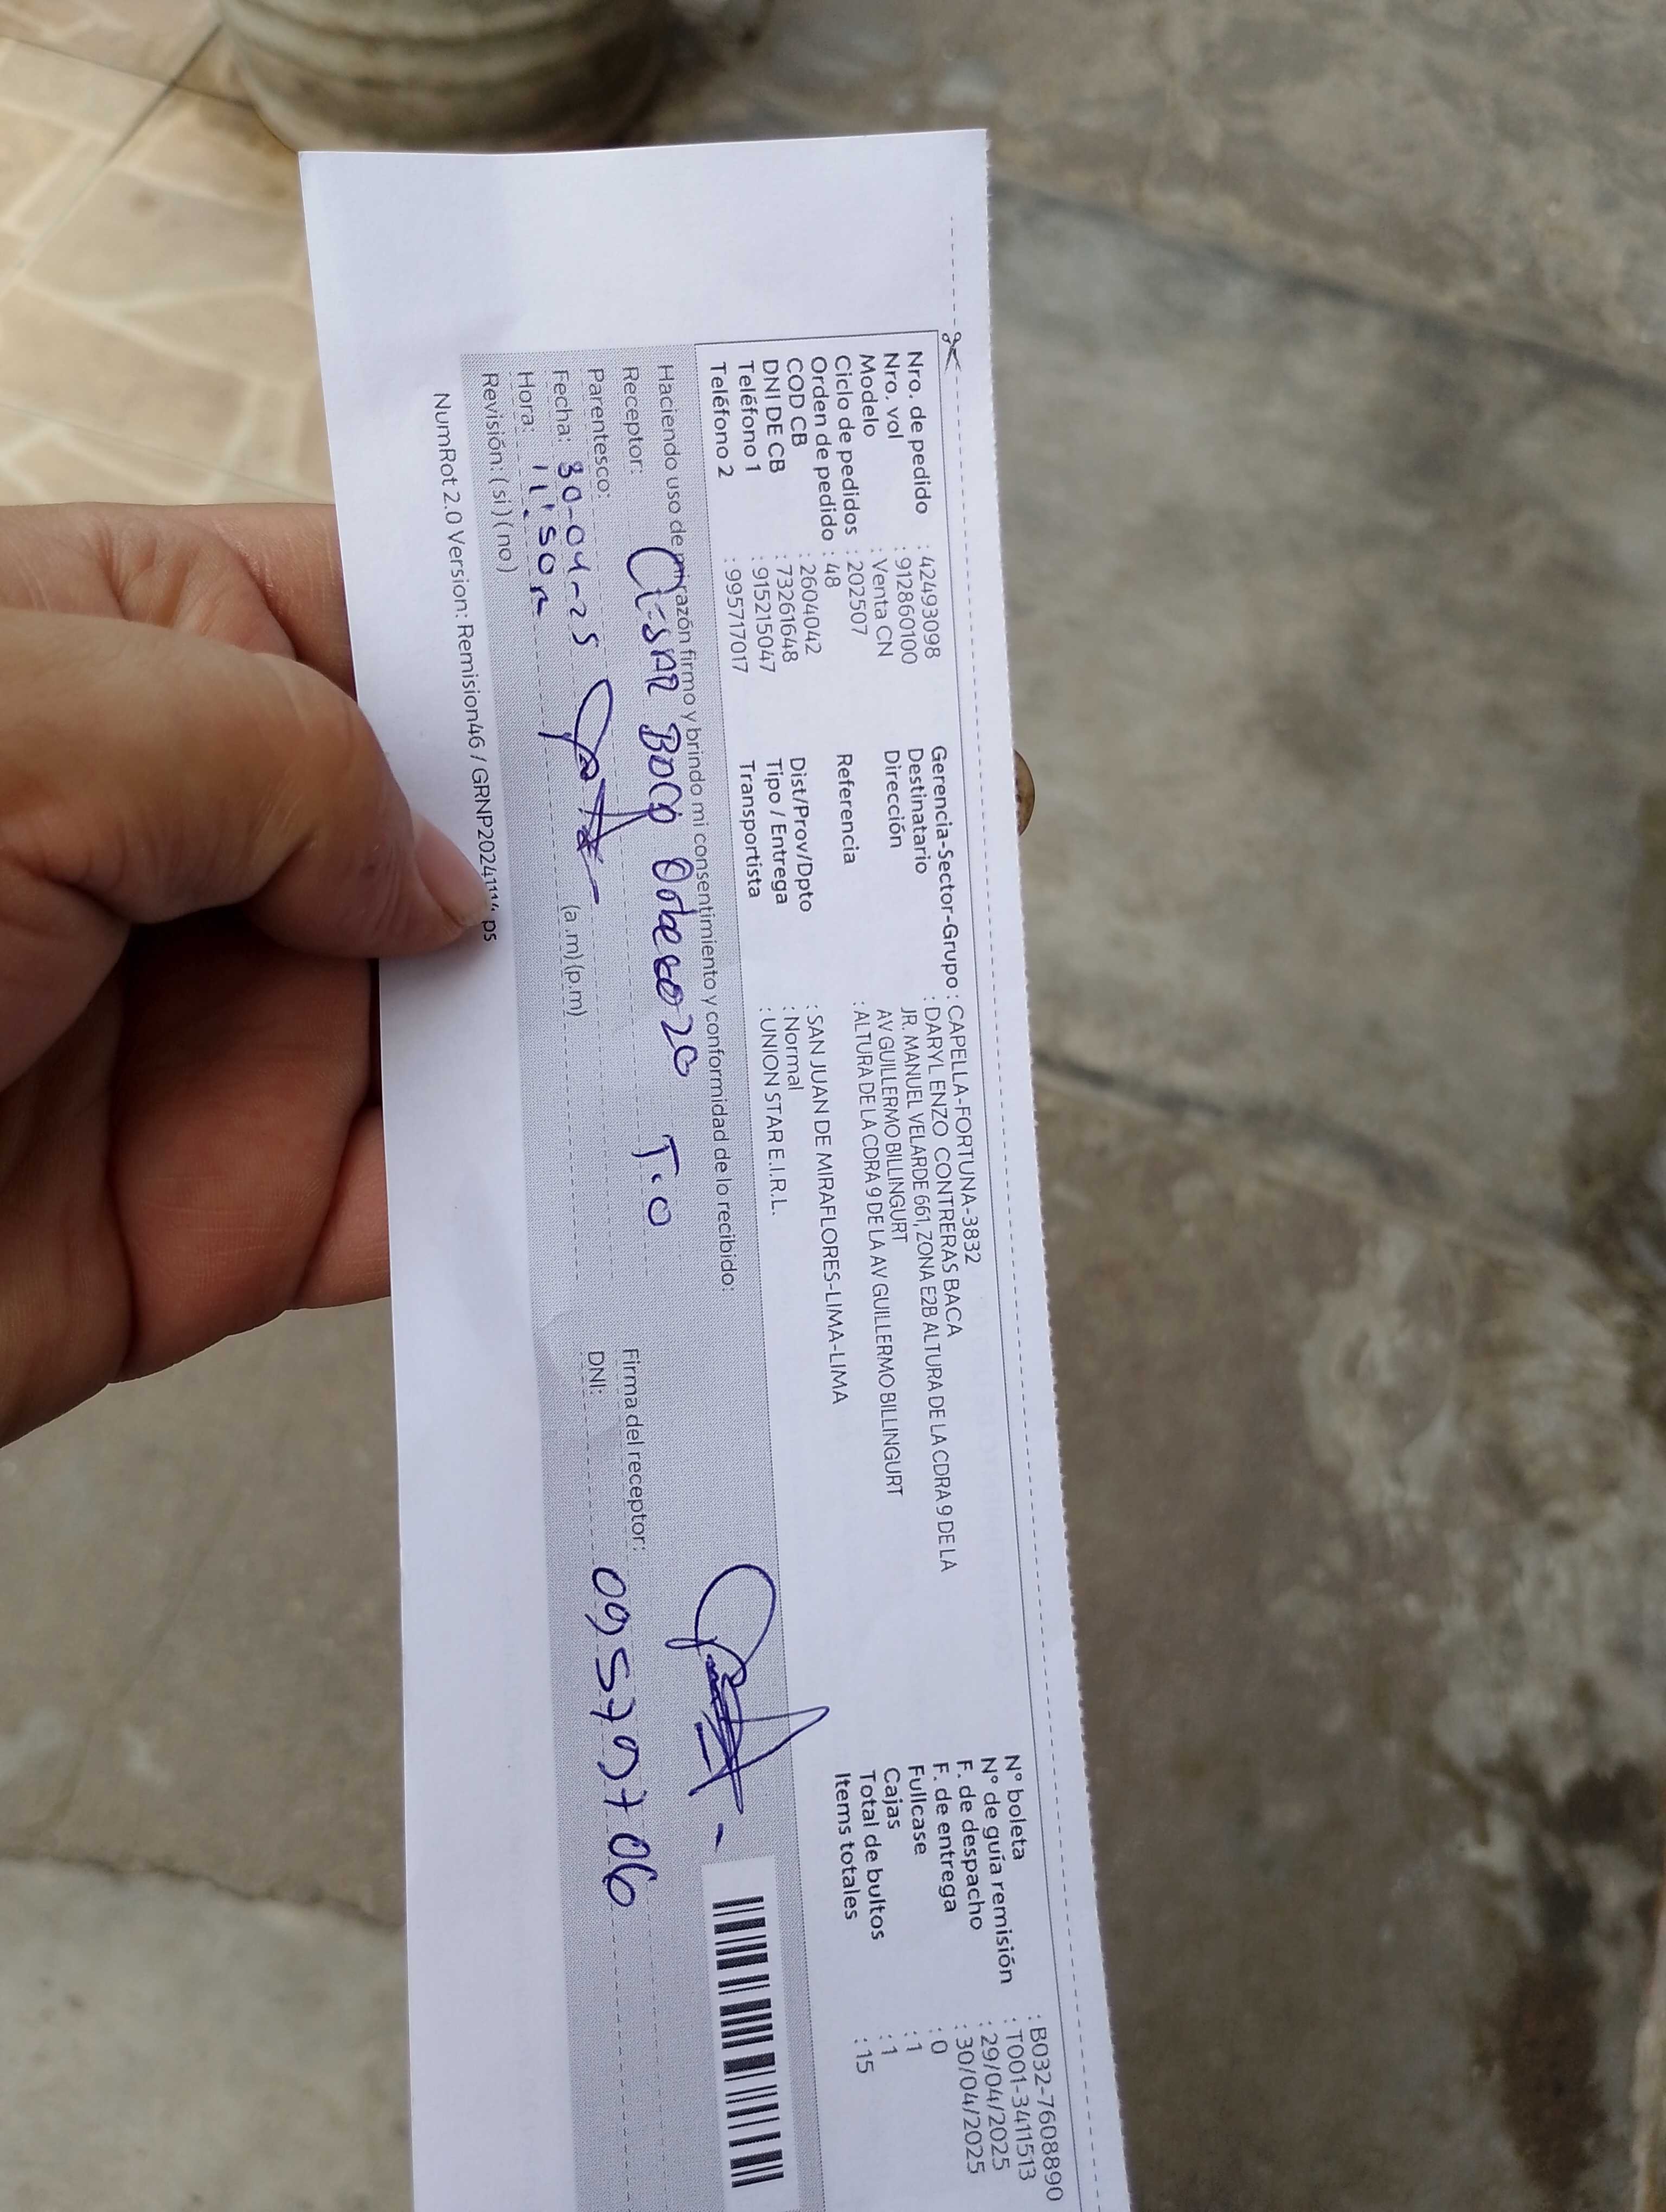 Nro. de pedido : 42493098
Nro. vol : 912860100
Modelo : Venta CN
Ciclo de pedidos : 202507
Orden de pedido : 48
COD CB : 2604042
DNI DE CB : 73261648
Teléfono 1 : 915215047
Teléfono 2 : 995717017
Gerencia-Sector-Grupo : CAPELLA-FORTUNA-3832
Destinatario : DARYL ENZO CONTRERAS BACA
Dirección JR. MANUEL VELARDE 661, ZONA E2B ALTURA DE LA CDRA 9 DE LA
AV GUILLERMO BILLINGURT
Referencia : ALTURA DE LA CDRA 9 DE LA AV GUILLERMO BILLINGURT
Dist/Prov/Dpto : SAN JUAN DE MIRAFLORES-LIMA-LIMA
Tipo / Entrega : Normal
Transportista : UNION STAR E.I.R.L.
N° boleta : B032-7608890
N° de guía remisión : T001-3411513
F. de despacho : 29/04/2025
F. de entrega : 30/04/2025
Fullcase : 0
Cajas : 1
Total de bultos : 1
Items totales : 15
Haciendo uso de mi razón firmo y brindo mi consentimiento y conformidad de lo recibido:
Receptor:
Firma del receptor:
Parentesco:
DNI: 09579706
Fecha: 30-04-25
Hora: 11:50 (a.m) (p.m)
Revisión: ( si ) ( no )
NumRot 2.0 Version: Remision46 /